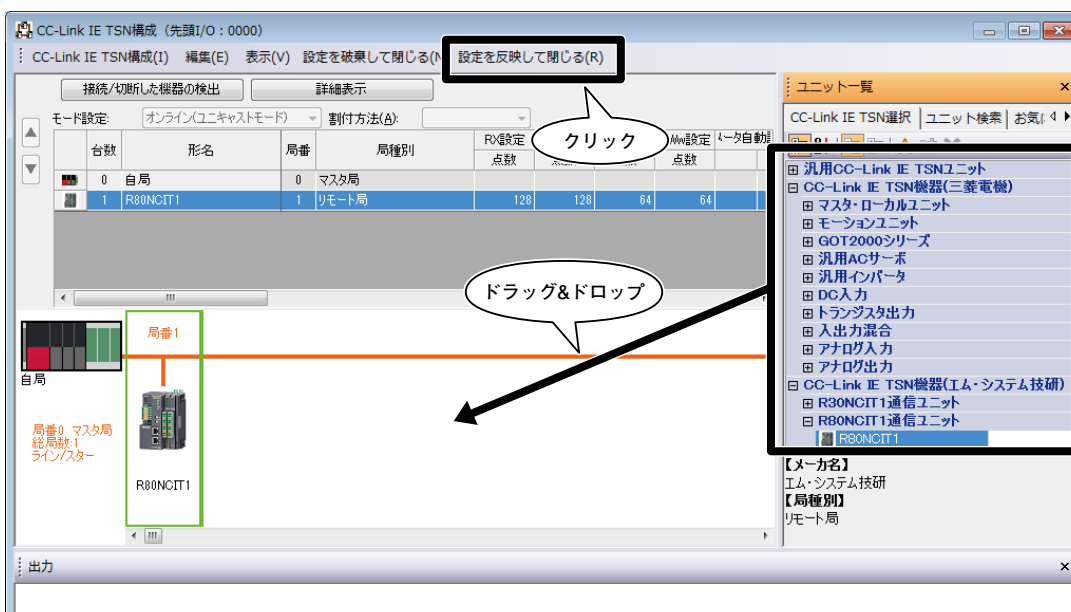 CC-Link IE TSN構成（先頭I/O：0000）
CC-Link IE TSN構成(I) 編集(E) 表示(V) 設定を破棄して閉じる(N 設定を反映して閉じる(R)
接続/切断した機器の検出 詳細表示
モード設定: オンライン(ユニキャストモード) 割付方法(A):
台数 形名 局番 局種別 RX設定 点数 Ww設定 点数
0 自局 0 マスタ局
1 R80NCIT1 1 リモート局 128 128 64 64
クリック
ドラッグ&ドロップ
自局
局番1
局番0 マスタ局
総局数:1
ライン/スター
R80NCIT1
ユニット一覧
CC-Link IE TSN選択 ユニット検索 お気に
汎用CC-Link IE TSNユニット
CC-Link IE TSN機器(三菱電機)
マスタ・ローカルユニット
モーションユニット
GOT2000シリーズ
汎用ACサーボ
汎用インバータ
DC入力
トランジスタ出力
入出力混合
アナログ入力
アナログ出力
CC-Link IE TSN機器(エム・システム技研)
R30NCIT1通信ユニット
R80NCIT1通信ユニット
R80NCIT1
【メーカ名】
エム・システム技研
【局種別】
リモート局
出力